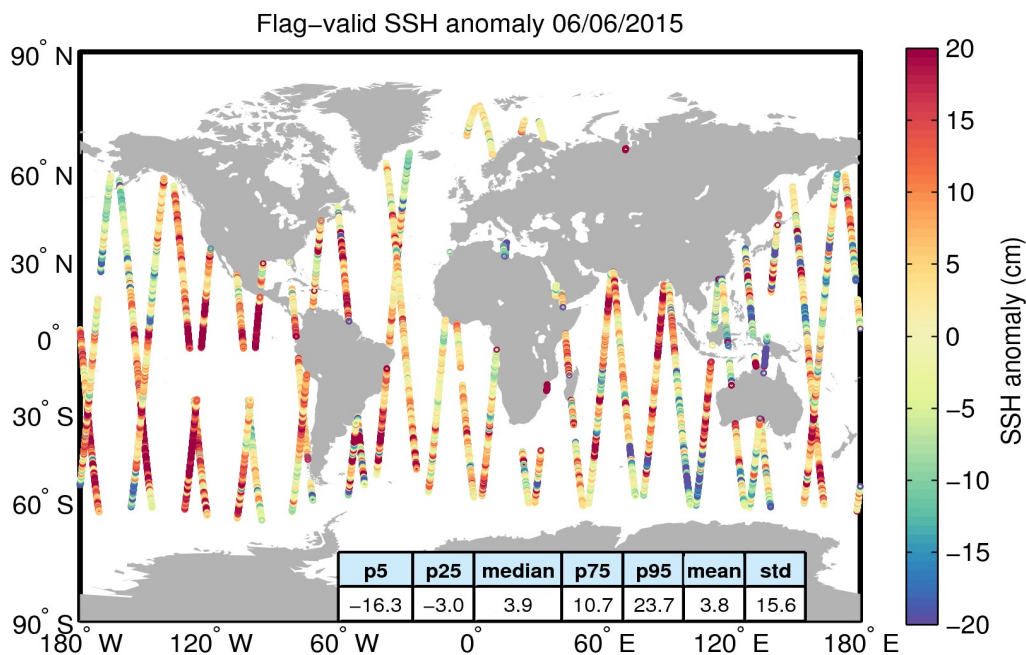 Flag−valid SSH anomaly 06/06/2015
90° N
60° N
30° N
0°
30° S
60° S
90° S
180° W
120° W
60° W
0°
60° E
120° E
180° E
p5 p25 median p75 p95 mean std
−16.3 −3.0 3.9 10.7 23.7 3.8 15.6
20
15
10
5
0
−5
−10
−15
−20
SSH anomaly (cm)